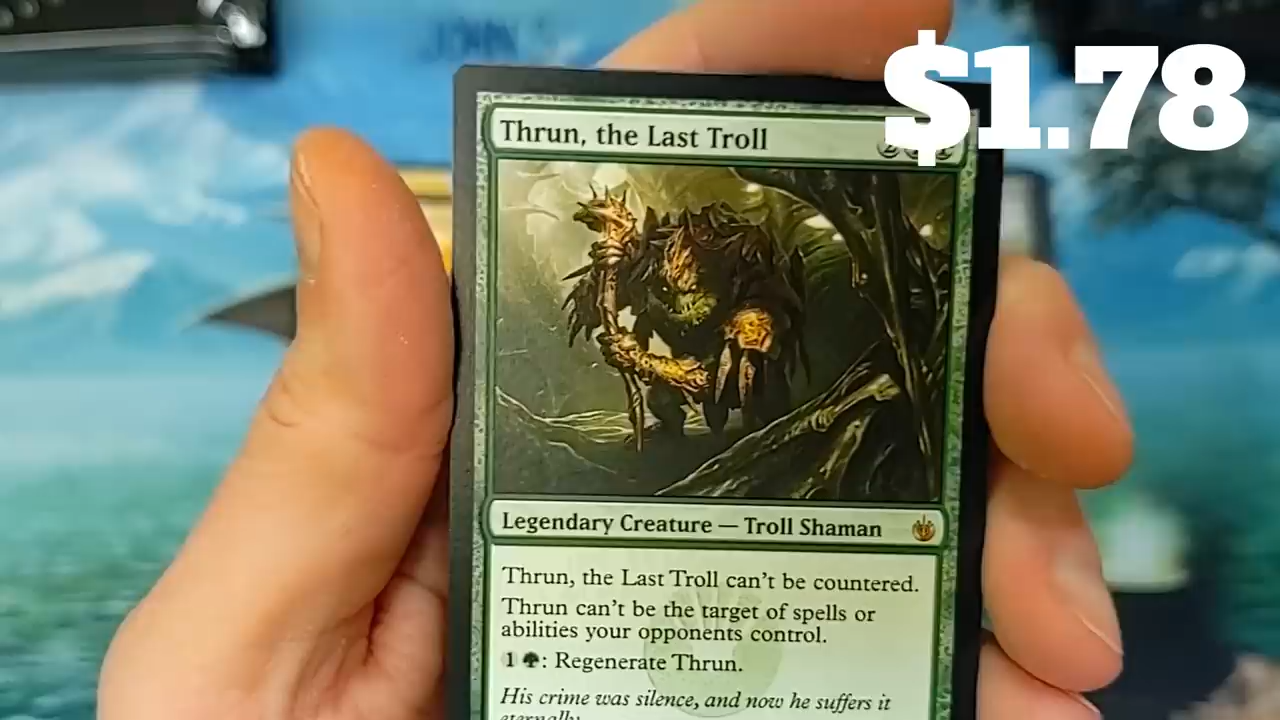 $1.78
Thrun, the Last Troll
Legendary Creature — Troll Shaman
Thrun, the Last Troll can't be countered.
Thrun can't be the target of spells or
abilities your opponents control.
1 : Regenerate Thrun.
His crime was silence, and now he suffers it
eternally.